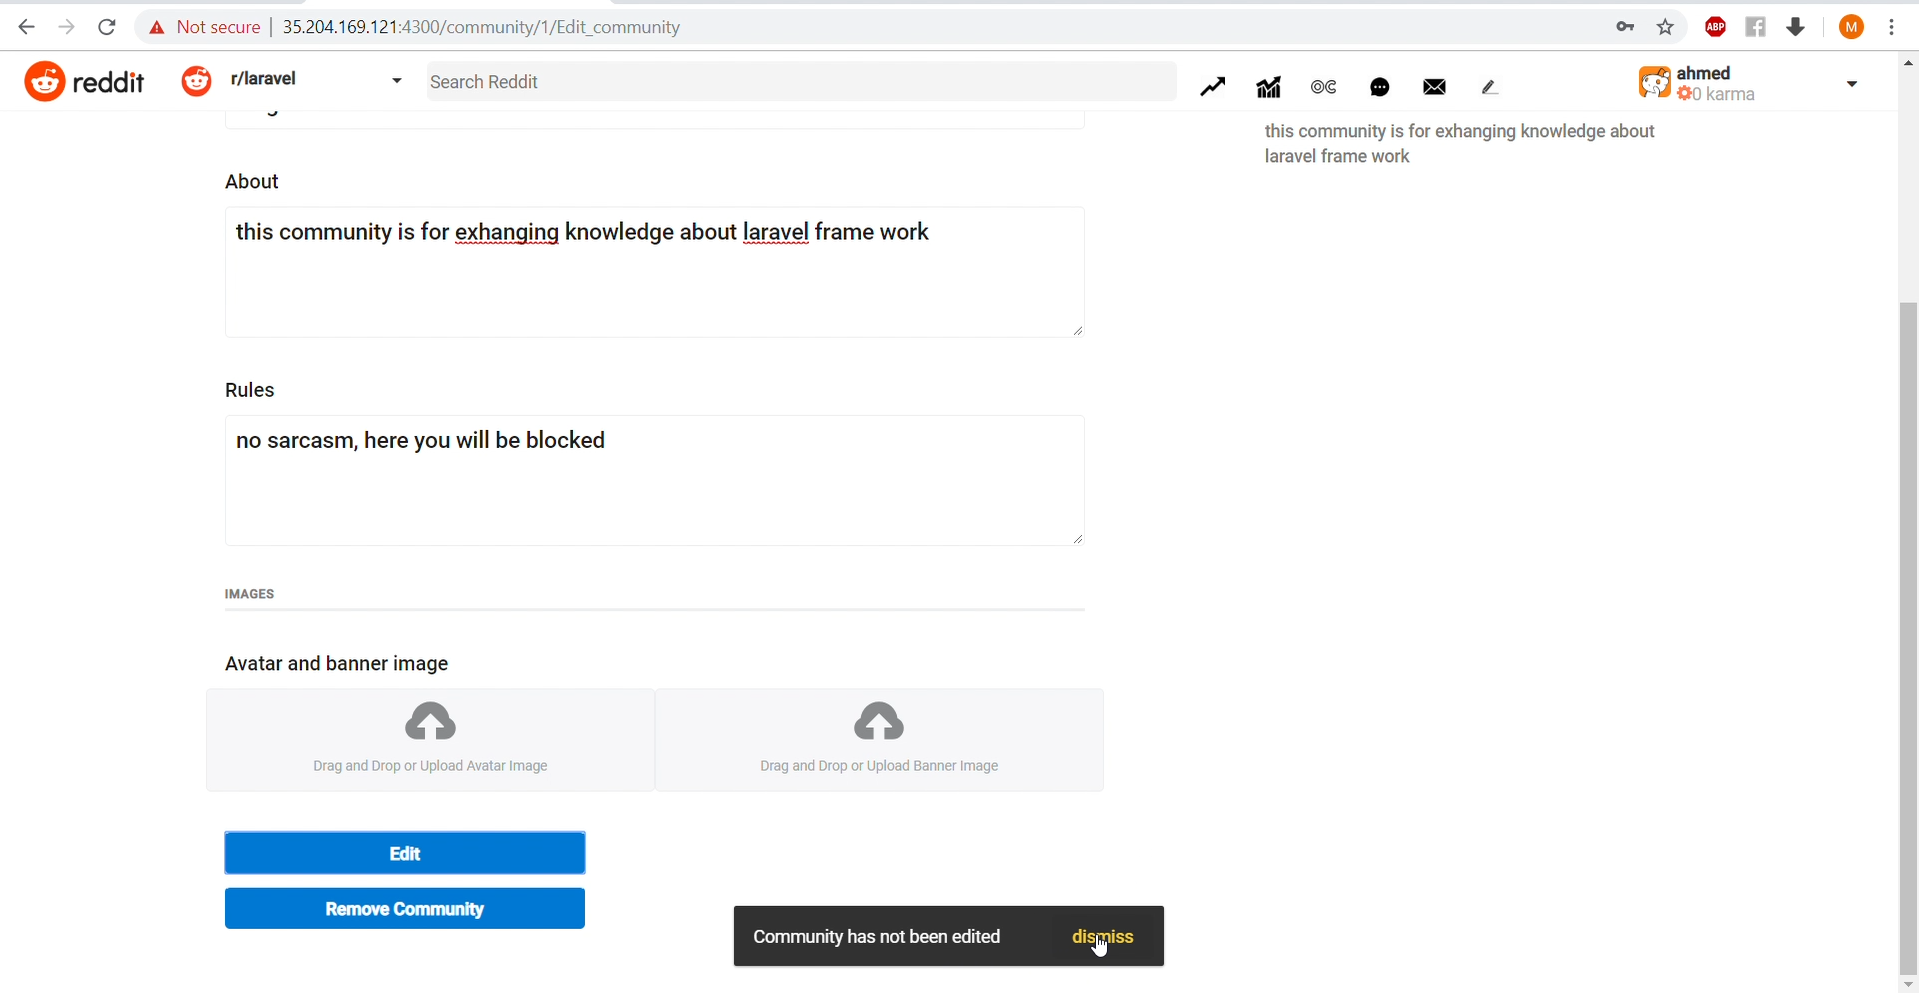 Not secure | 35.204.169.121:4300/community/1/Edit_community
ABP
M
reddit
r/laravel
Search Reddit
OC
ahmed
0 karma
this community is for exhanging knowledge about
laravel frame work
About
this community is for exhanging knowledge about laravel frame work
Rules
no sarcasm, here you will be blocked
IMAGES
Avatar and banner image
Drag and Drop or Upload Avatar Image
Drag and Drop or Upload Banner Image
Edit
Remove Community
Community has not been edited
dismiss